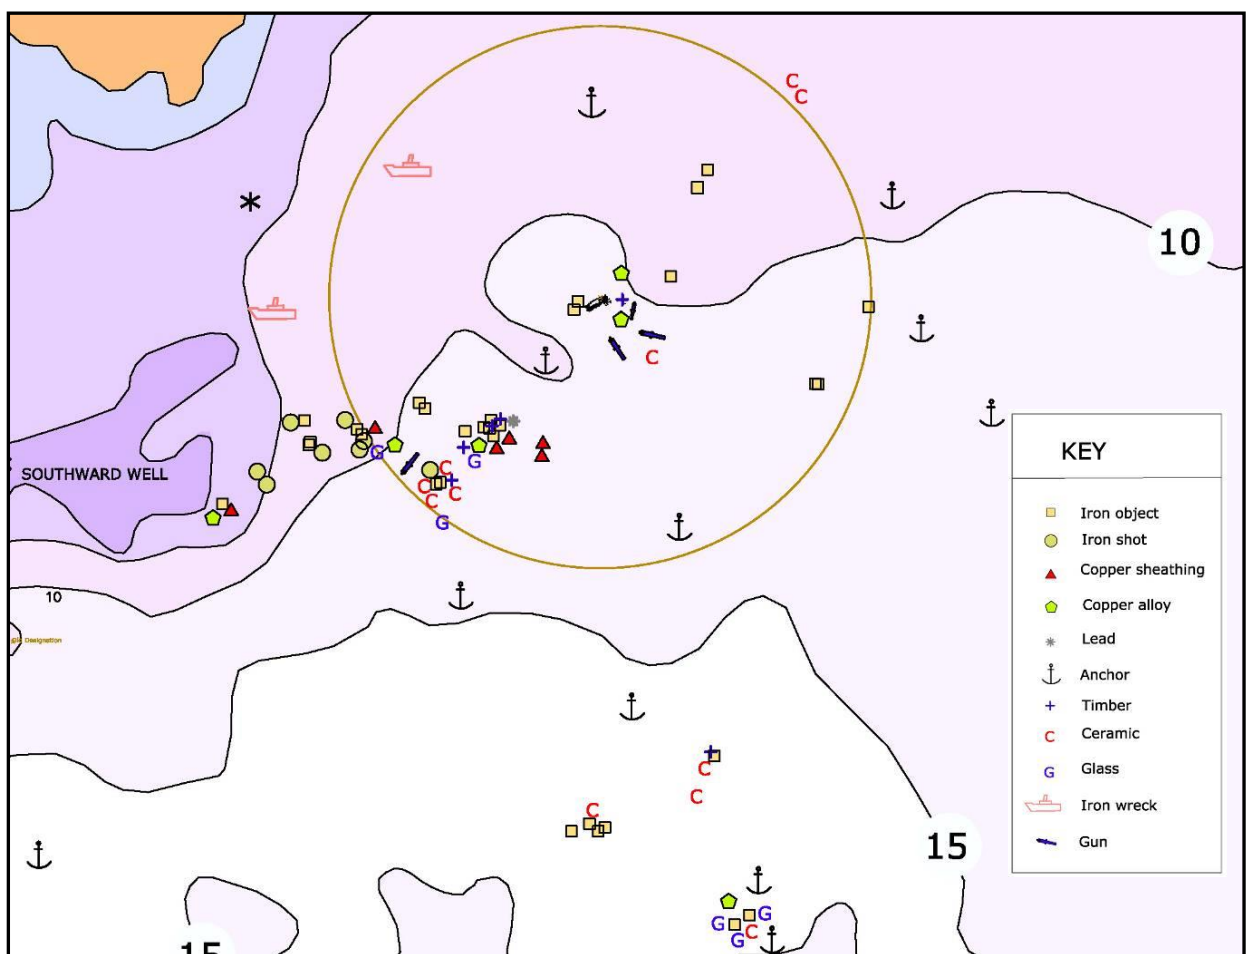 10
SOUTHWARD WELL
10
Designation
15
15
KEY
Iron object
Iron shot
Copper sheathing
Copper alloy
Lead
Anchor
Timber
C Ceramic
G Glass
Iron wreck
Gun
C
C
C
G
G
C
C
C
C
G
C
C
C
G
G
C
G